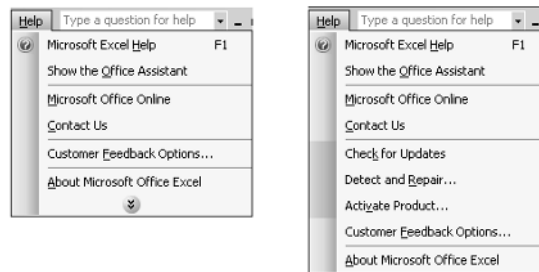 Help Type a question for help
Microsoft Excel Help F1
Show the Office Assistant
Microsoft Office Online
Contact Us
Customer Feedback Options...
About Microsoft Office Excel
Help Type a question for help
Microsoft Excel Help F1
Show the Office Assistant
Microsoft Office Online
Contact Us
Check for Updates
Detect and Repair...
Activate Product...
Customer Feedback Options...
About Microsoft Office Excel